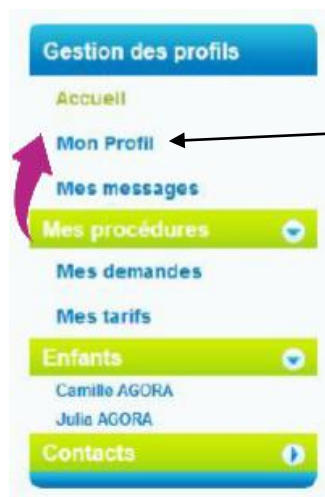 Gestion des profils
Accueil
Mon Profil
Mes messages
Mes procédures
Mes demandes
Mes tarifs
Enfants
Camille AGORA
Julia AGORA
Contacts